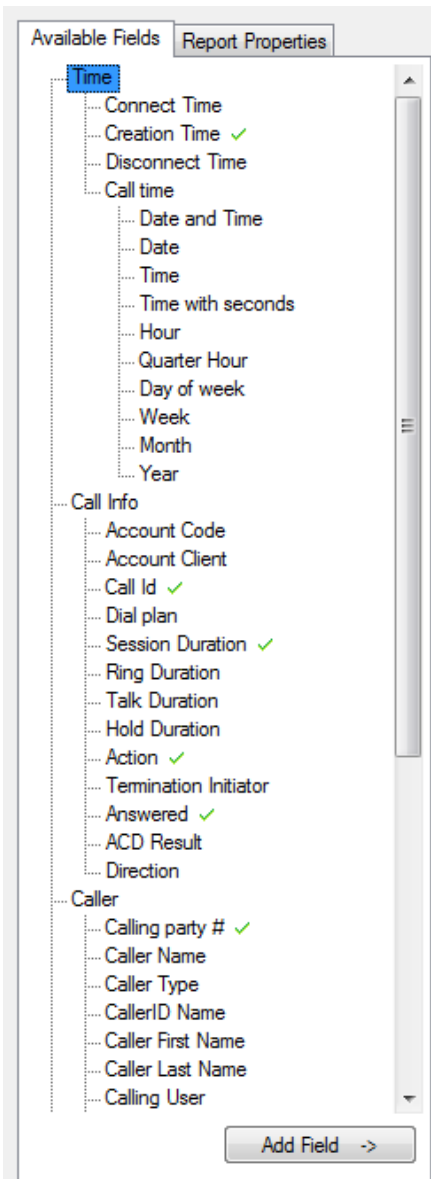 Available Fields Report Properties
Time
Connect Time
Creation Time ✓
Disconnect Time
Call time
Date and Time
Date
Time
Time with seconds
Hour
Quarter Hour
Day of week
Week
Month
Year
Call Info
Account Code
Account Client
Call Id ✓
Dial plan
Session Duration ✓
Ring Duration
Talk Duration
Hold Duration
Action ✓
Termination Initiator
Answered ✓
ACD Result
Direction
Caller
Calling party # ✓
Caller Name
Caller Type
CallerID Name
Caller First Name
Caller Last Name
Calling User
Add Field ->